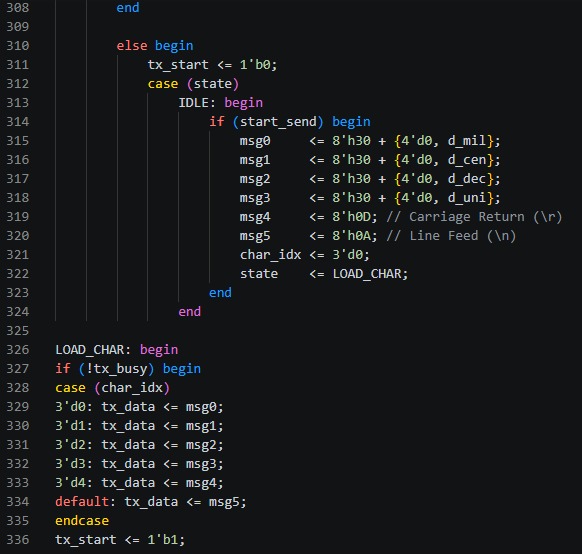 308 end
309
310 else begin
311 tx_start <= 1'b0;
312 case (state)
313 IDLE: begin
314 if (start_send) begin
315 msg0 <= 8'h30 + {4'd0, d_mil};
316 msg1 <= 8'h30 + {4'd0, d_cen};
317 msg2 <= 8'h30 + {4'd0, d_dec};
318 msg3 <= 8'h30 + {4'd0, d_uni};
319 msg4 <= 8'h0D; // Carriage Return (\r)
320 msg5 <= 8'h0A; // Line Feed (\n)
321 char_idx <= 3'd0;
322 state <= LOAD_CHAR;
323 end
324 end
325
326 LOAD_CHAR: begin
327 if (!tx_busy) begin
328 case (char_idx)
329 3'd0: tx_data <= msg0;
330 3'd1: tx_data <= msg1;
331 3'd2: tx_data <= msg2;
332 3'd3: tx_data <= msg3;
333 3'd4: tx_data <= msg4;
334 default: tx_data <= msg5;
335 endcase
336 tx_start <= 1'b1;